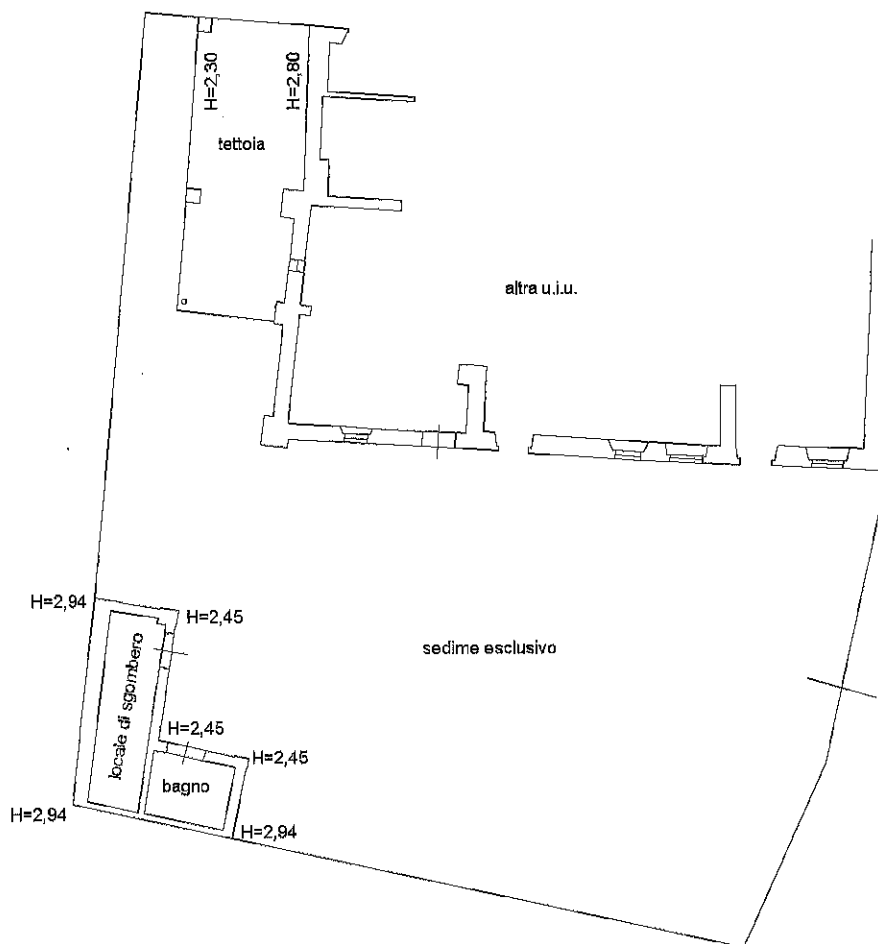 H=2,30
H=2,80
tettoia
altra u.i.u.
H=2,94
H=2,45
sedime esclusivo
locale di sgombero
H=2,45
H=2,45
bagno
H=2,94
H=2,94